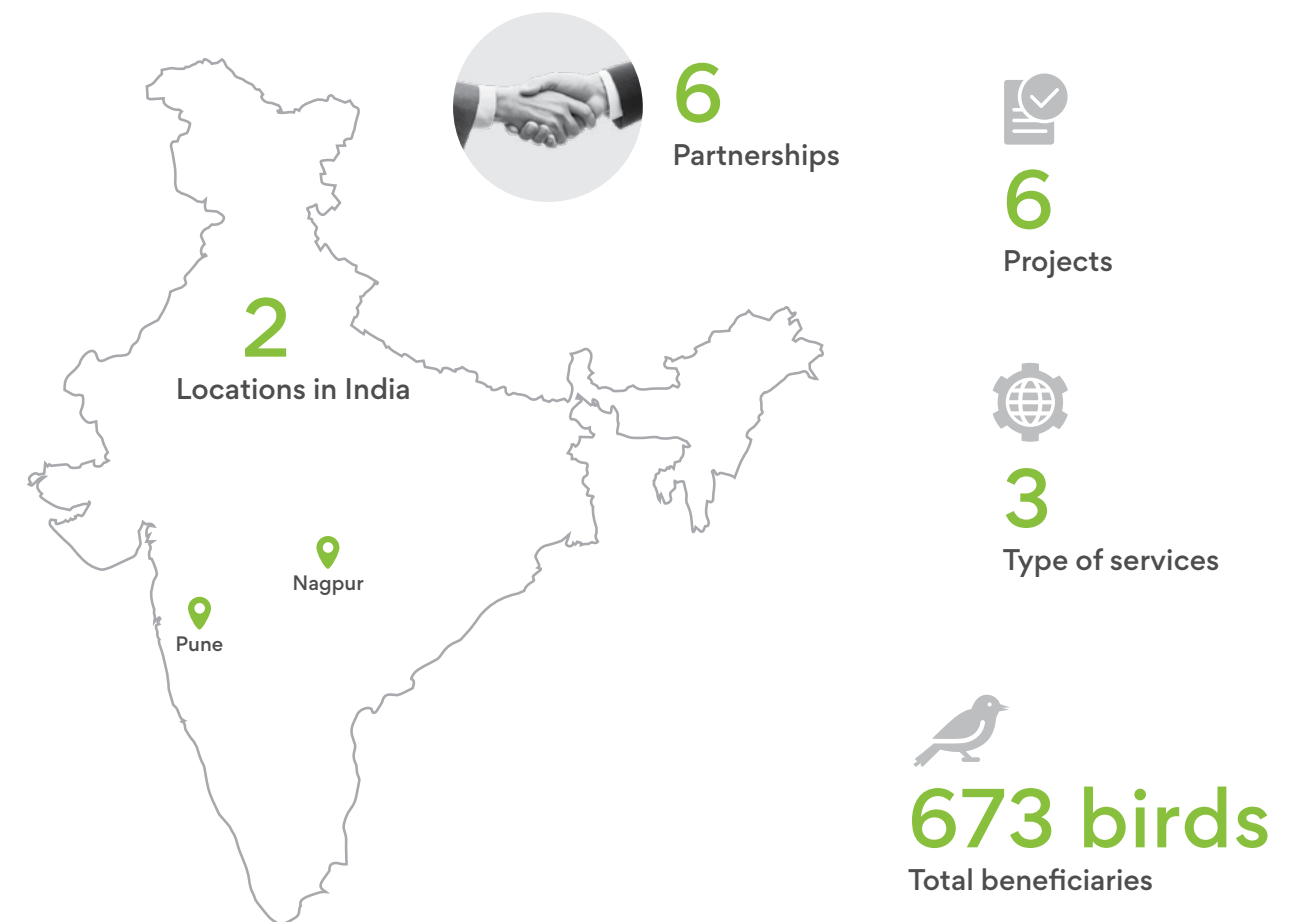 6
Partnerships
6
Projects
2
Locations in India
3
Type of services
Nagpur
Pune
673 birds
Total beneficiaries